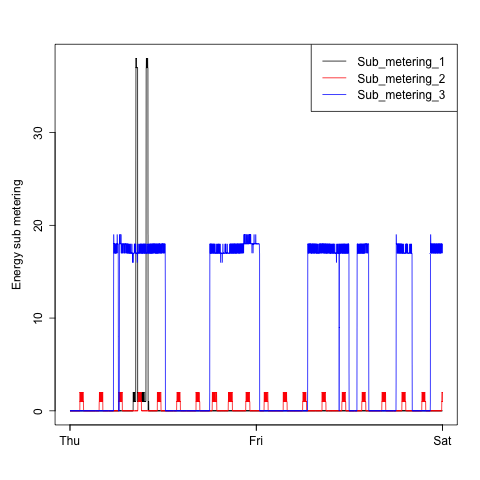 Sub_metering_1
Sub_metering_2
Sub_metering_3
Energy sub metering
30
20
10
0
Thu Fri Sat